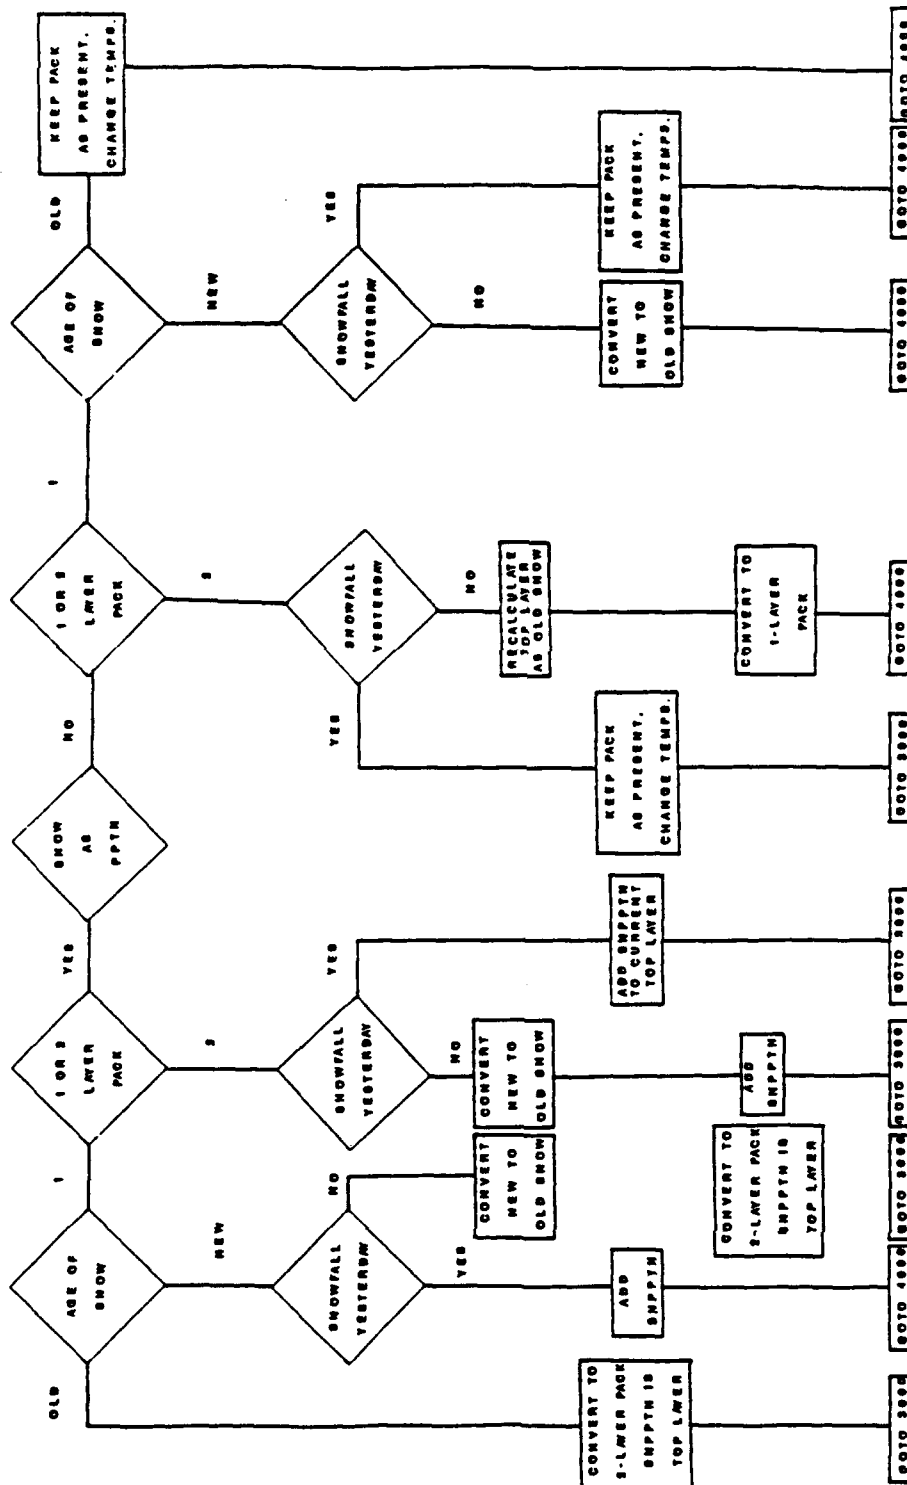 SNOW
AS
PPTN
YES
NO
1 OR 2
LAYER
PACK
1
2
AGE OF
SNOW
OLD
NEW
CONVERT TO
2-LAYER PACK
SNPPTN IS
TOP LAYER
GOTO 3000
SNOWFALL
YESTERDAY
YES
NO
ADD
SNPPTN
GOTO 4000
CONVERT
NEW TO
OLD SNOW
CONVERT TO
2-LAYER PACK
SNPPTN IS
TOP LAYER
GOTO 3000
SNOWFALL
YESTERDAY
NO
YES
CONVERT
NEW TO
OLD SNOW
ADD
SNPPTN
GOTO 3000
ADD SNPPTN
TO CURRENT
TOP LAYER
GOTO 3000
1 OR 2
LAYER
PACK
2
1
SNOWFALL
YESTERDAY
YES
NO
KEEP PACK
AS PRESENT,
CHANGE TEMPS.
GOTO 3000
RECALCULATE
TOP LAYER
AS OLD SNOW
CONVERT TO
1-LAYER
PACK
GOTO 4000
AGE OF
SNOW
NEW
OLD
SNOWFALL
YESTERDAY
NO
YES
CONVERT
NEW TO
OLD SNOW
GOTO 4000
KEEP PACK
AS PRESENT,
CHANGE TEMPS.
GOTO 4000
KEEP PACK
AS PRESENT,
CHANGE TEMPS.
GOTO 4000